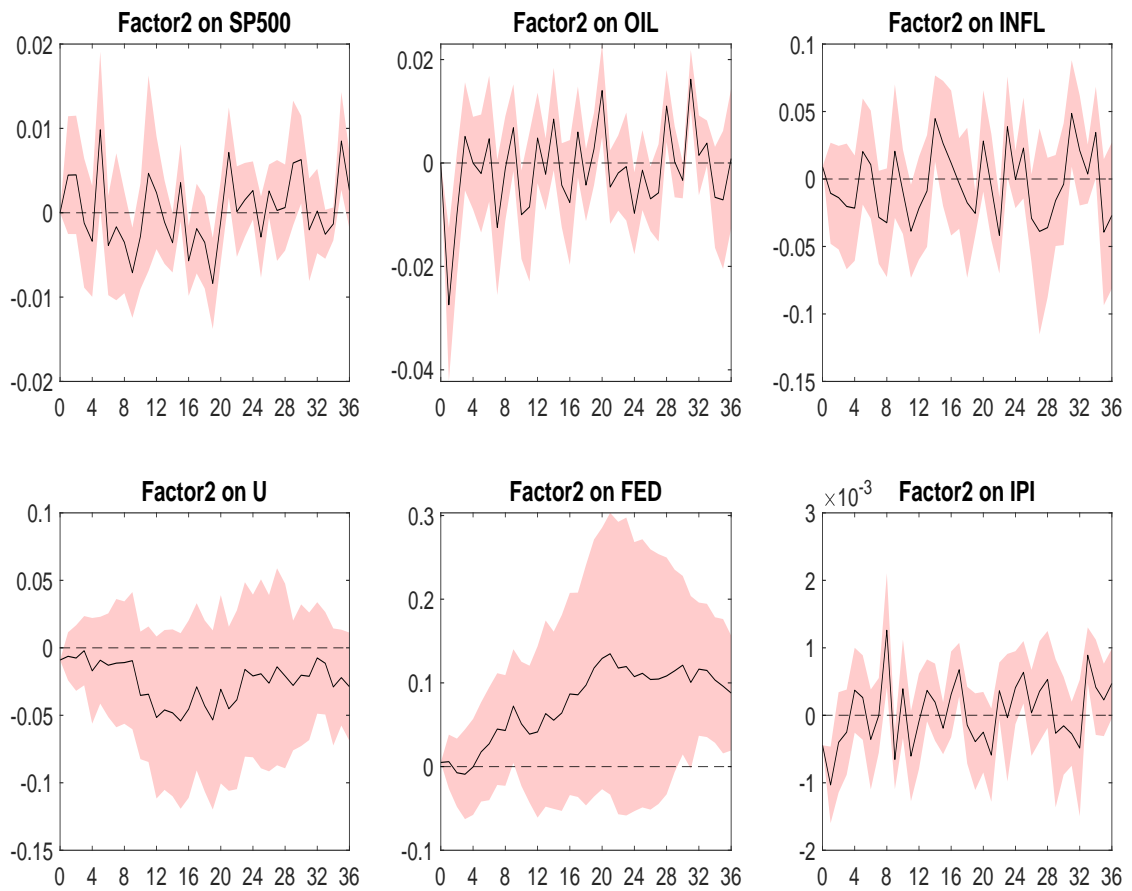 Factor2 on SP500
0.02
0.01
0
-0.01
-0.02
0 4 8 12 16 20 24 28 32 36
Factor2 on OIL
0.02
0
-0.02
-0.04
0 4 8 12 16 20 24 28 32 36
Factor2 on INFL
0.1
0.05
0
-0.05
-0.1
-0.15
0 4 8 12 16 20 24 28 32 36
Factor2 on U
0.1
0.05
0
-0.05
-0.1
-0.15
0 4 8 12 16 20 24 28 32 36
Factor2 on FED
0.3
0.2
0.1
0
-0.1
0 4 8 12 16 20 24 28 32 36
Factor2 on IPI
×10⁻³
3
2
1
0
-1
-2
0 4 8 12 16 20 24 28 32 36